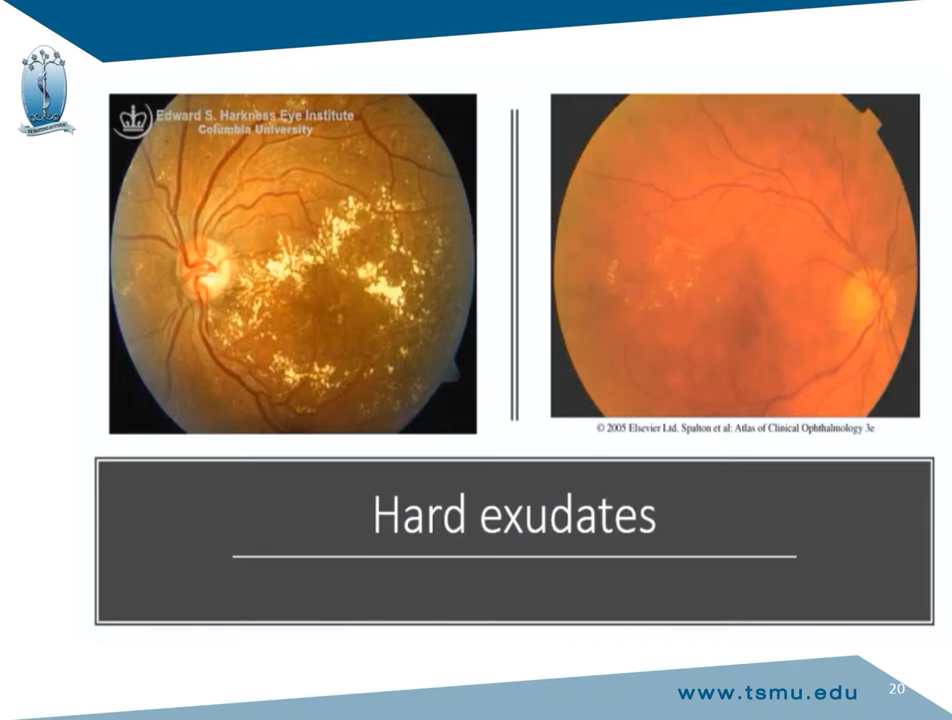 Edward S. Harkness Eye Institute
Columbia University
© 2005 Elsevier Ltd. Spalton et al: Atlas of Clinical Ophthalmology 3e
Hard exudates
www.tsmu.edu
20